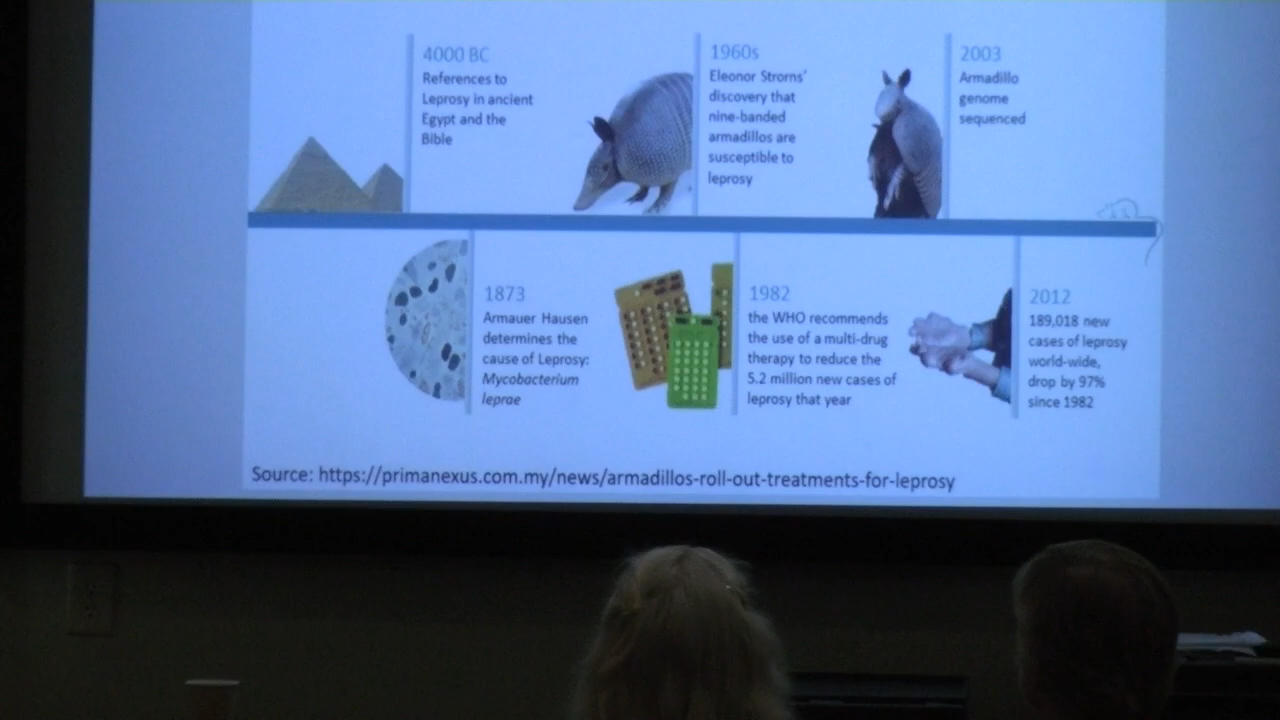 4000 BC
References to
Leprosy in ancient
Egypt and the
Bible
1960s
Eleonor Strorns'
discovery that
nine-banded
armadillos are
susceptible to
leprosy
2003
Armadillo
genome
sequenced
1873
Armauer Hausen
determines the
cause of Leprosy:
Mycobacterium
leprae
1982
the WHO recommends
the use of a multi-drug
therapy to reduce the
5.2 million new cases of
leprosy that year
2012
189,018 new
cases of leprosy
world-wide,
drop by 97%
since 1982
Source: https://primanexus.com.my/news/armadillos-roll-out-treatments-for-leprosy